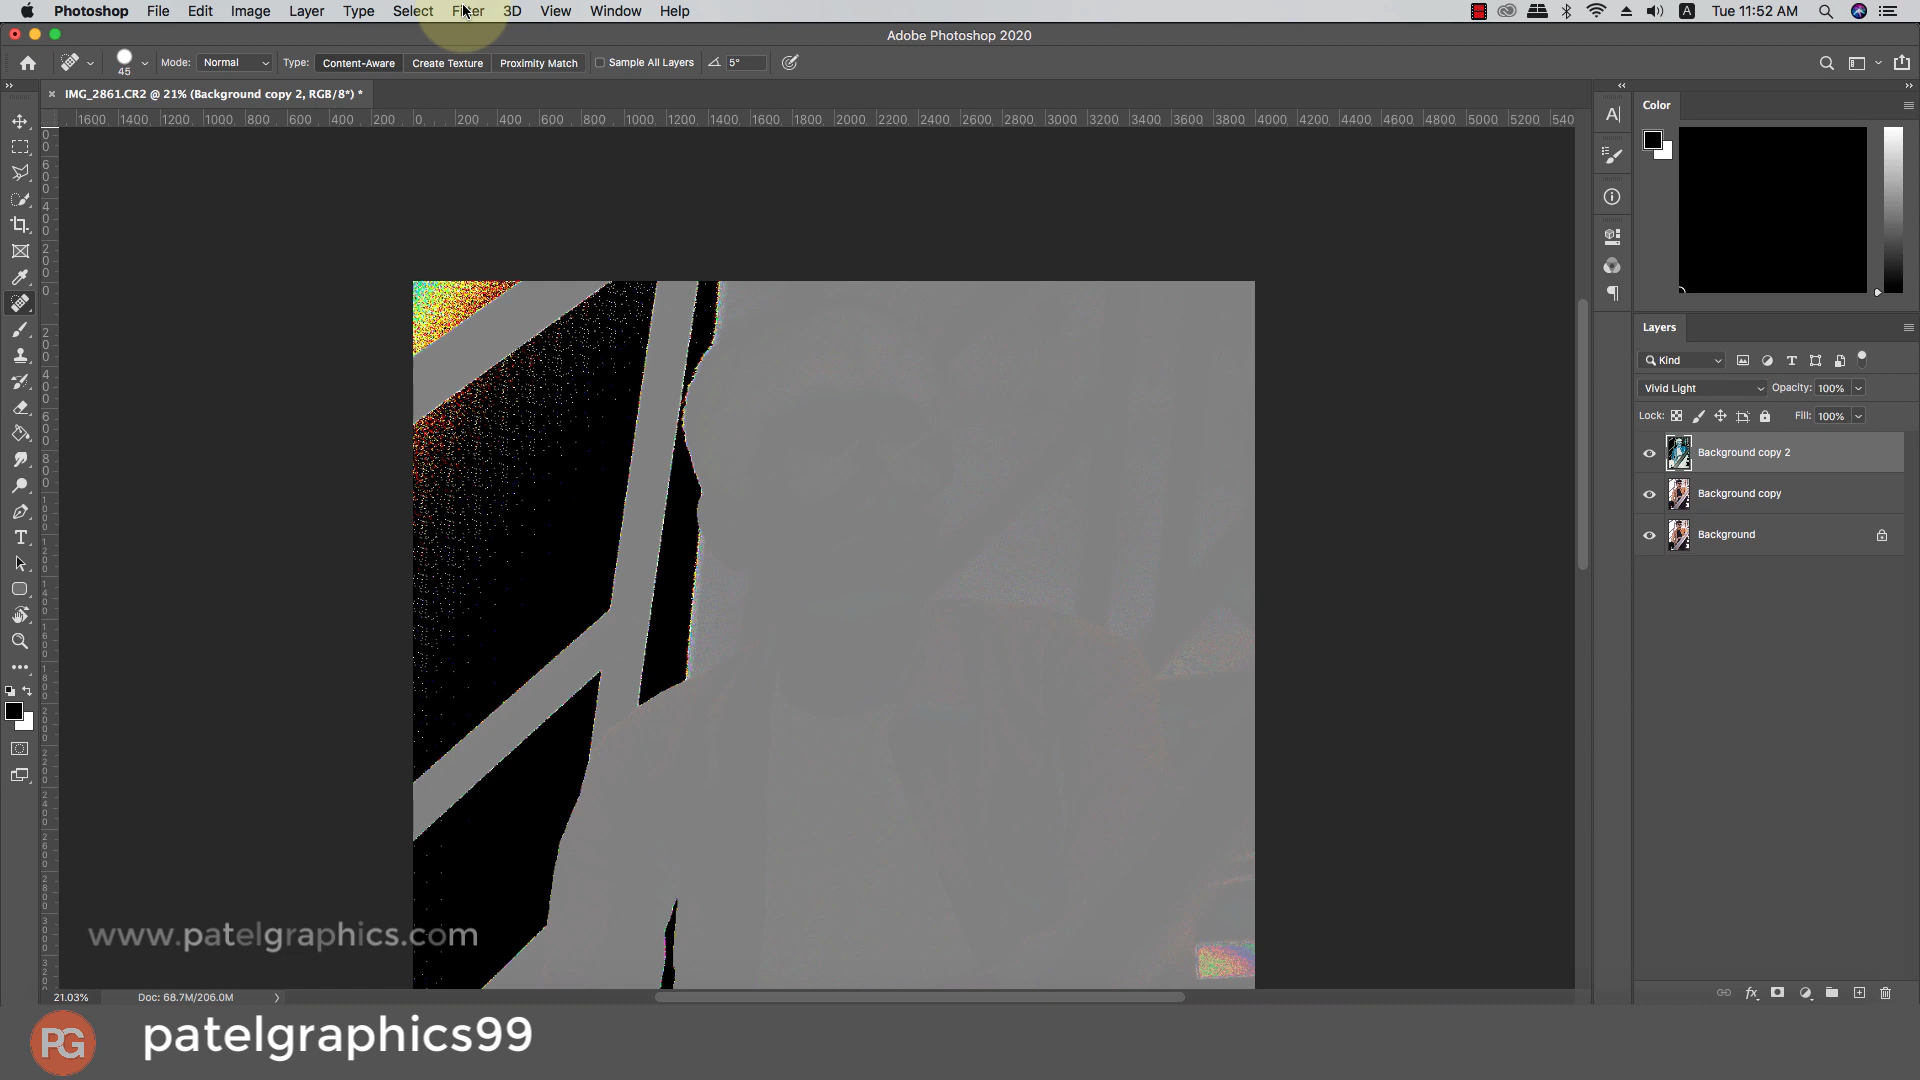 Photoshop File Edit Image Layer Type Select Filter 3D View Window Help
A Tue 11:52 AM
Adobe Photoshop 2020
45 Mode: Normal Type: Content-Aware Create Texture Proximity Match Sample All Layers 5°
IMG_2861.CR2 @ 21% (Background copy 2, RGB/8*) *
1600 1400 1200 1000 800 600 400 200 0 200 400 600 800 1000 1200 1400 1600 1800 2000 2200 2400 2600 2800 3000 3200 3400 3600 3800 4000 4200 4400 4600 4800 5000 5200 540
Color
Layers
Kind
Vivid Light Opacity: 100%
Lock: Fill: 100%
Background copy 2
Background copy
Background
www.patelgraphics.com
21.03% Doc: 68.7M/206.0M
PG patelgraphics99